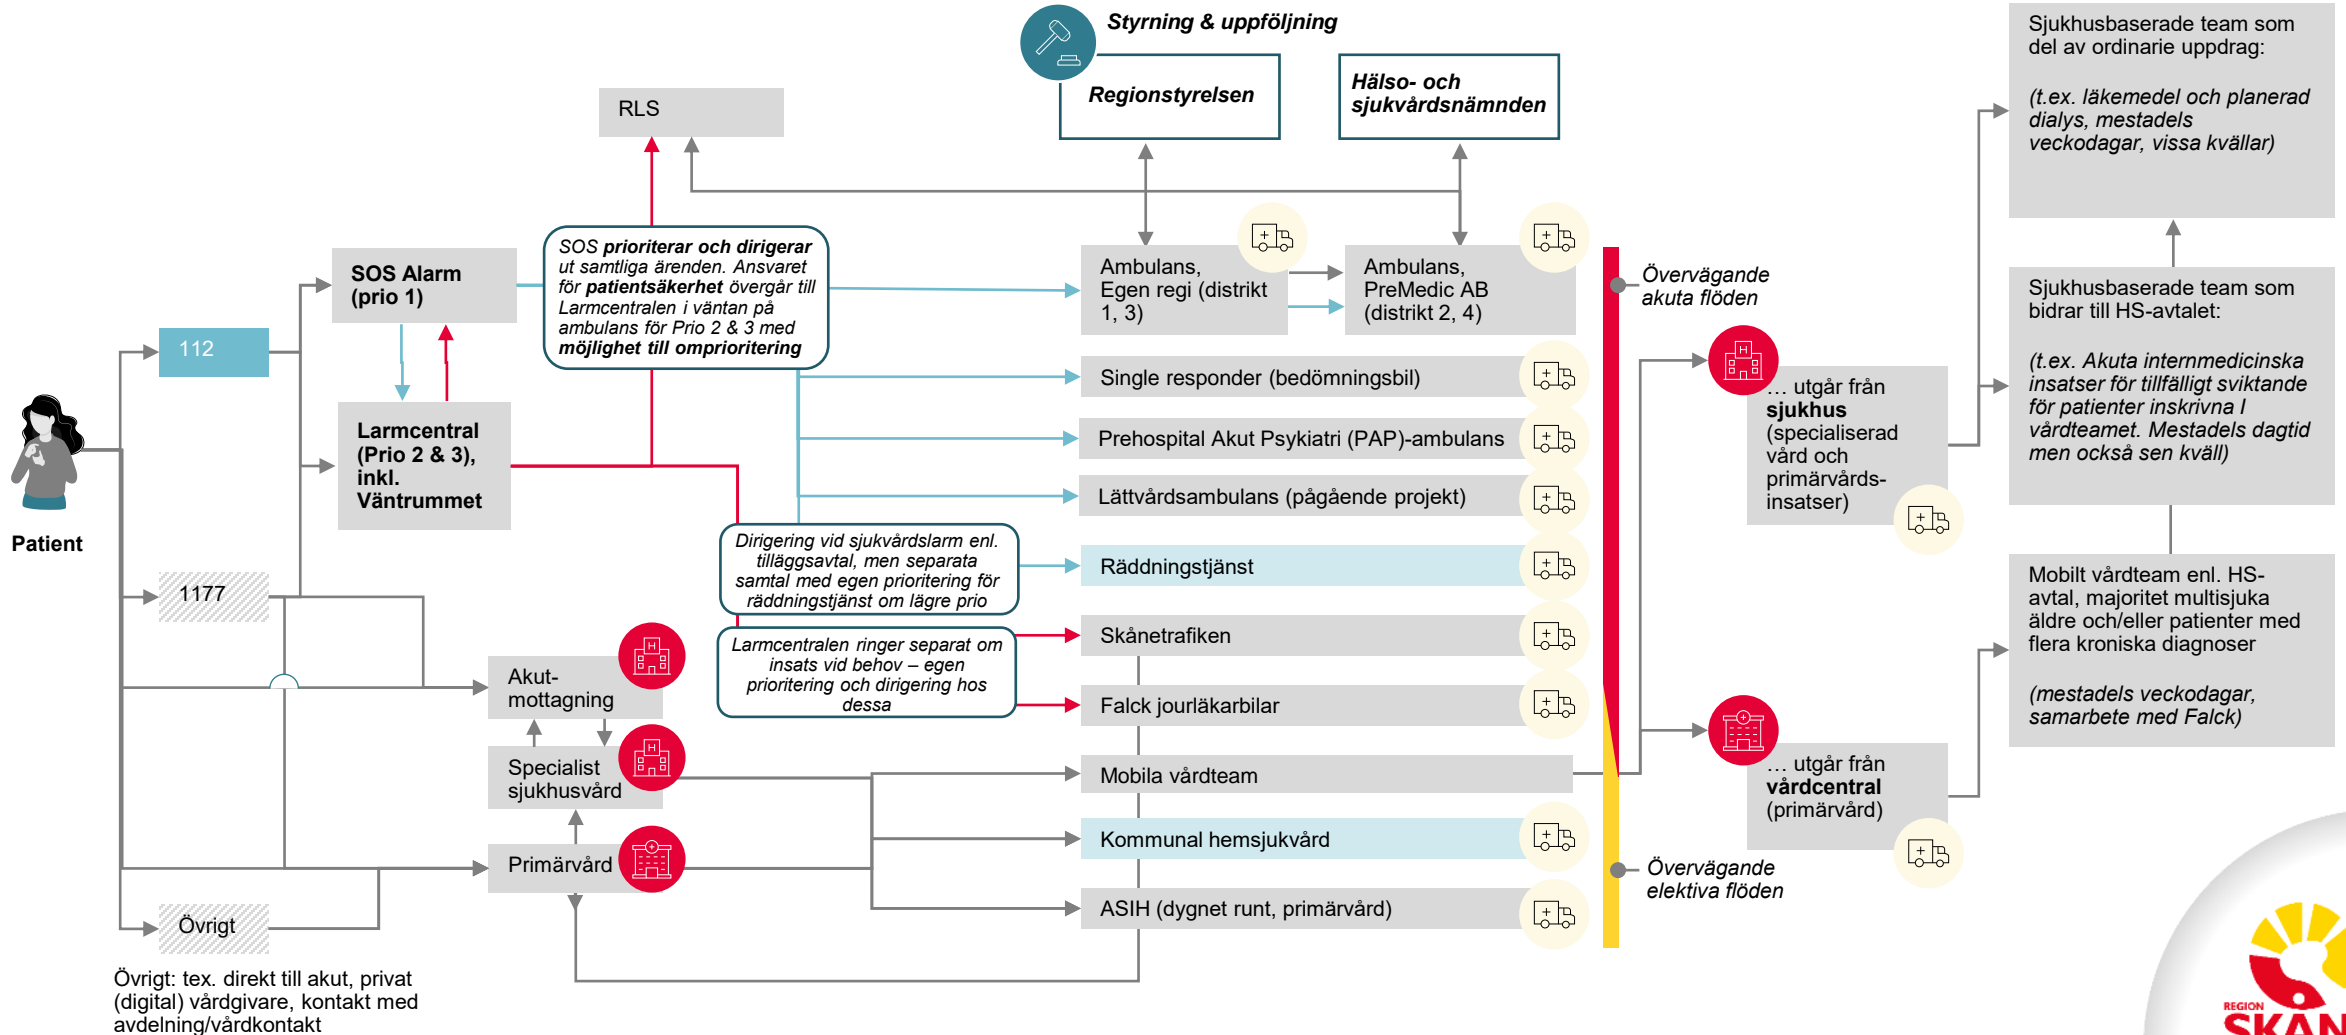 Styrning & uppföljning
Regionstyrelsen
Hälso- och
sjukvårdsnämnden
RLS
Patient
112
1177
Övrigt
Övrigt: tex. direkt till akut, privat
(digital) vårdgivare, kontakt med
avdelning/vårdkontakt
SOS Alarm
(prio 1)
Larmcentral
(Prio 2 & 3),
inkl.
Väntrummet
SOS prioriterar och dirigerar
ut samtliga ärenden. Ansvaret
för patientsäkerhet övergår till
Larmcentralen i väntan på
ambulans för Prio 2 & 3 med
möjlighet till omprioritering
Dirigering vid sjukvårdslarm enl.
tilläggsavtal, men separata
samtal med egen prioritering för
räddningstjänst om lägre prio
Larmcentralen ringer separat om
insats vid behov – egen
prioritering och dirigering hos
dessa
Akut-
mottagning
Specialist
sjukhusvård
Primärvård
Ambulans,
Egen regi (distrikt
1, 3)
Ambulans,
PreMedic AB
(distrikt 2, 4)
Single responder (bedömningsbil)
Prehospital Akut Psykiatri (PAP)-ambulans
Lättvårdsambulans (pågående projekt)
Räddningstjänst
Skånetrafiken
Falck jourläkarbilar
Mobila vårdteam
Kommunal hemsjukvård
ASIH (dygnet runt, primärvård)
Övervägande
akuta flöden
Övervägande
elektiva flöden
… utgår från
sjukhus
(specialiserad
vård och
primärvårds-
insatser)
… utgår från
vårdcentral
(primärvård)
Sjukhusbaserade team som
del av ordinarie uppdrag:
(t.ex. läkemedel och planerad
dialys, mestadels
veckodagar, vissa kvällar)
Sjukhusbaserade team som
bidrar till HS-avtalet:
(t.ex. Akuta internmedicinska
insatser för tillfälligt sviktande
för patienter inskrivna I
vårdteamet. Mestadels dagtid
men också sen kväll)
Mobilt vårdteam enl. HS-
avtal, majoritet multisjuka
äldre och/eller patienter med
flera kroniska diagnoser
(mestadels veckodagar,
samarbete med Falck)
REGION